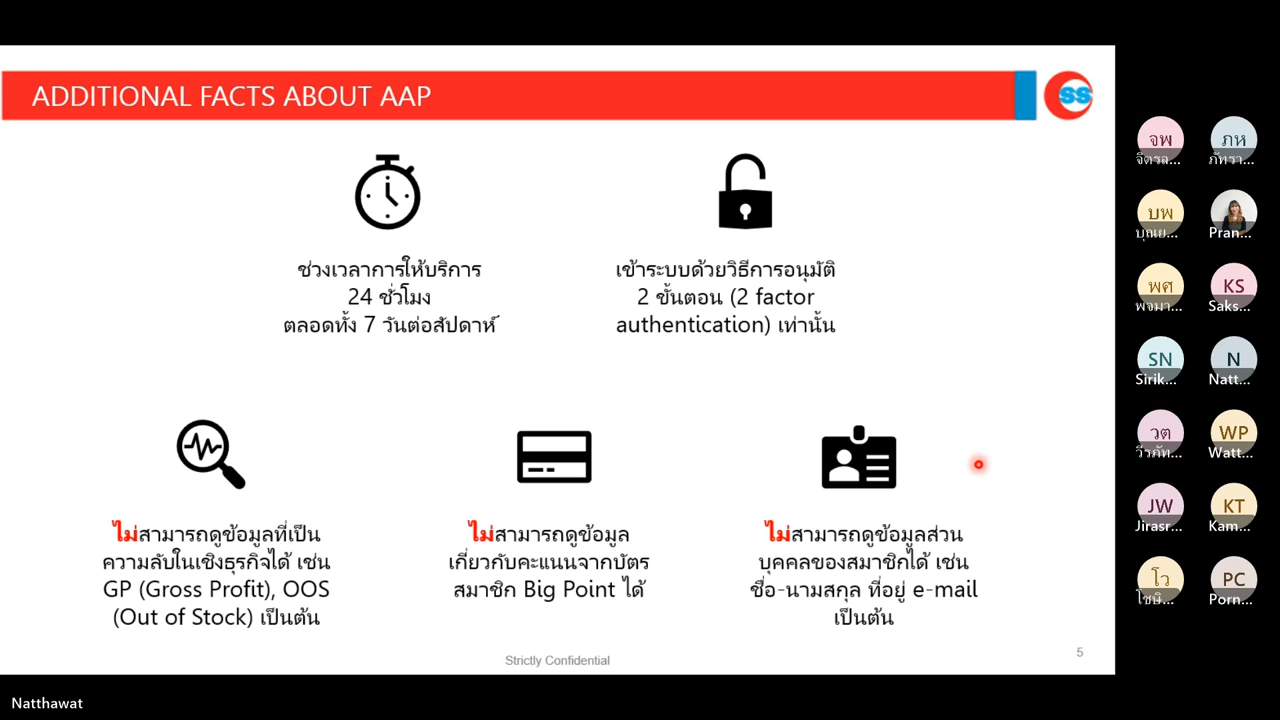 ADDITIONAL FACTS ABOUT AAP
SS
ช่วงเวลาการให้บริการ
24 ชั่วโมง
ตลอดทั้ง 7 วันต่อสัปดาห์
เข้าระบบด้วยวิธีการอนุมัติ
2 ขั้นตอน (2 factor
authentication) เท่านั้น
ไม่สามารถดูข้อมูลที่เป็น
ความลับในเชิงธุรกิจได้ เช่น
GP (Gross Profit), OOS
(Out of Stock) เป็นต้น
ไม่สามารถดูข้อมูล
เกี่ยวกับคะแนนจากบัตร
สมาชิก Big Point ได้
ไม่สามารถดูข้อมูลส่วน
บุคคลของสมาชิกได้ เช่น
ชื่อ-นามสกุล ที่อยู่ e-mail
เป็นต้น
Strictly Confidential
5
จพ
จิตรล...
ภห
ภัทรา...
บพ
บุณย...
Pran...
พศ
พจมา...
KS
Saks...
SN
Sirik...
N
Natt...
วต
วีรภัท...
WP
Watt...
JW
Jirasr...
KT
Kam...
โว
โชษิ...
PC
Porn...
Natthawat